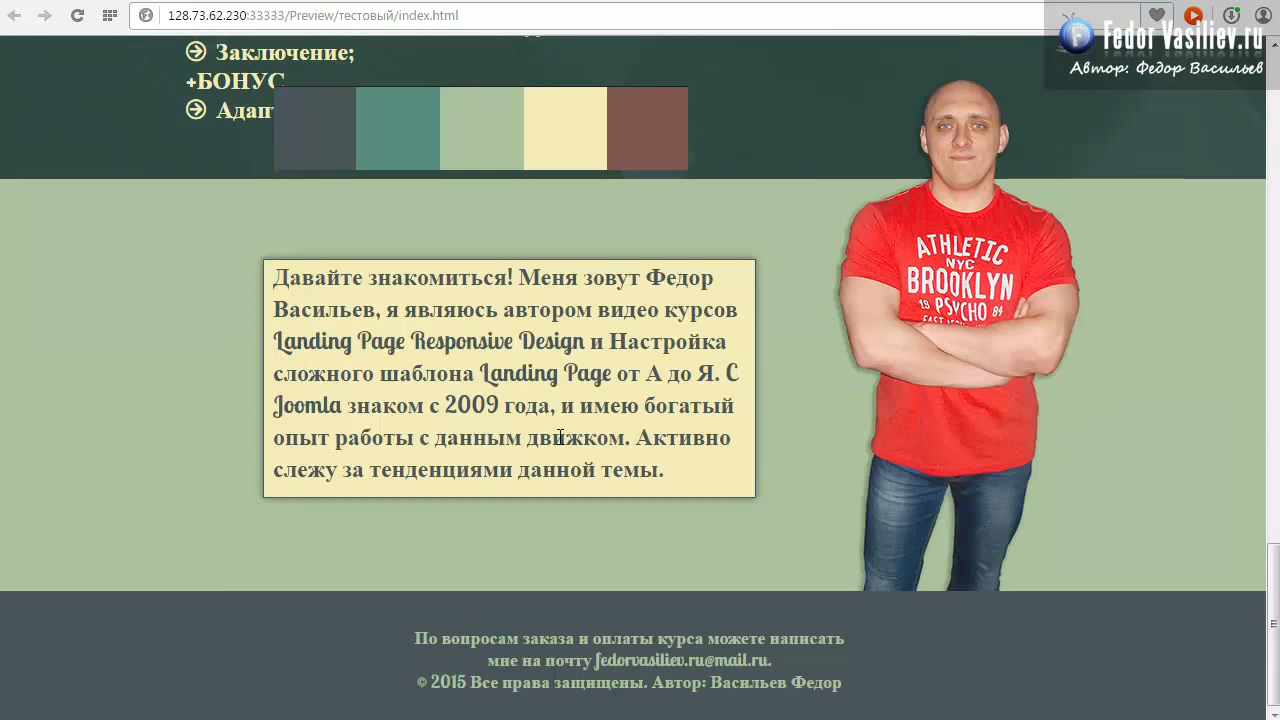 128.73.62.230:33333/Preview/тестовый/index.html
Fedor Vasiliev.ru
Автор: Федор Васильев
Заключение;
+БОНУС
Адапт
Давайте знакомиться! Меня зовут Федор
Васильев, я являюсь автором видео курсов
Landing Page Responsive Design и Настройка
сложного шаблона Landing Page от А до Я. С
Joomla знаком с 2009 года, и имею богатый
опыт работы с данным движком. Активно
слежу за тенденциями данной темы.
ATHLETIC
NYC
BROOKLYN
19 PSYCHO 84
По вопросам заказа и оплаты курса можете написать
мне на почту fedorvasiliev.ru@mail.ru.
© 2015 Все права защищены. Автор: Васильев Федор